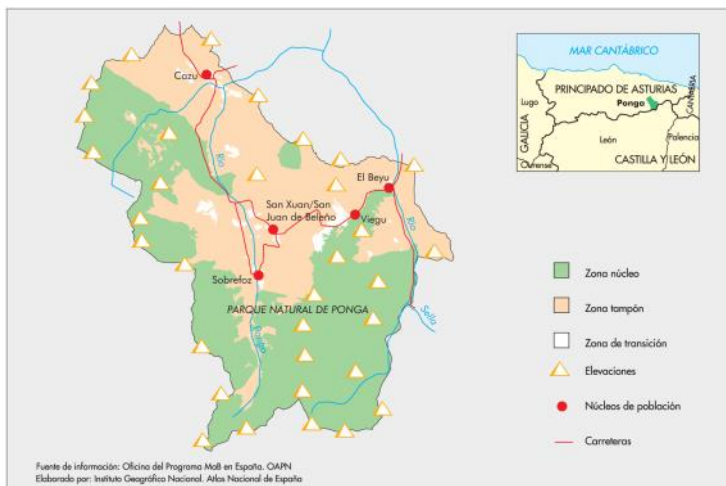 Cazu
Río
El Beyu
San Xuan/San
Juan de Beleño
Viegu
Río
Sobrefoz
PARQUE NATURAL DE PONGA
Ponga
Sella
MAR CANTÁBRICO
PRINCIPADO DE ASTURIAS
Lugo
Ponga
CANTABRIA
GALICIA
León
Palencia
Ourense
CASTILLA Y LEÓN
Zona núcleo
Zona tampón
Zona de transición
Elevaciones
Núcleos de población
Carreteras
Fuente de información: Oficina del Programa MaB en España. OAPN
Elaborado por: Instituto Geográfico Nacional. Atlas Nacional de España